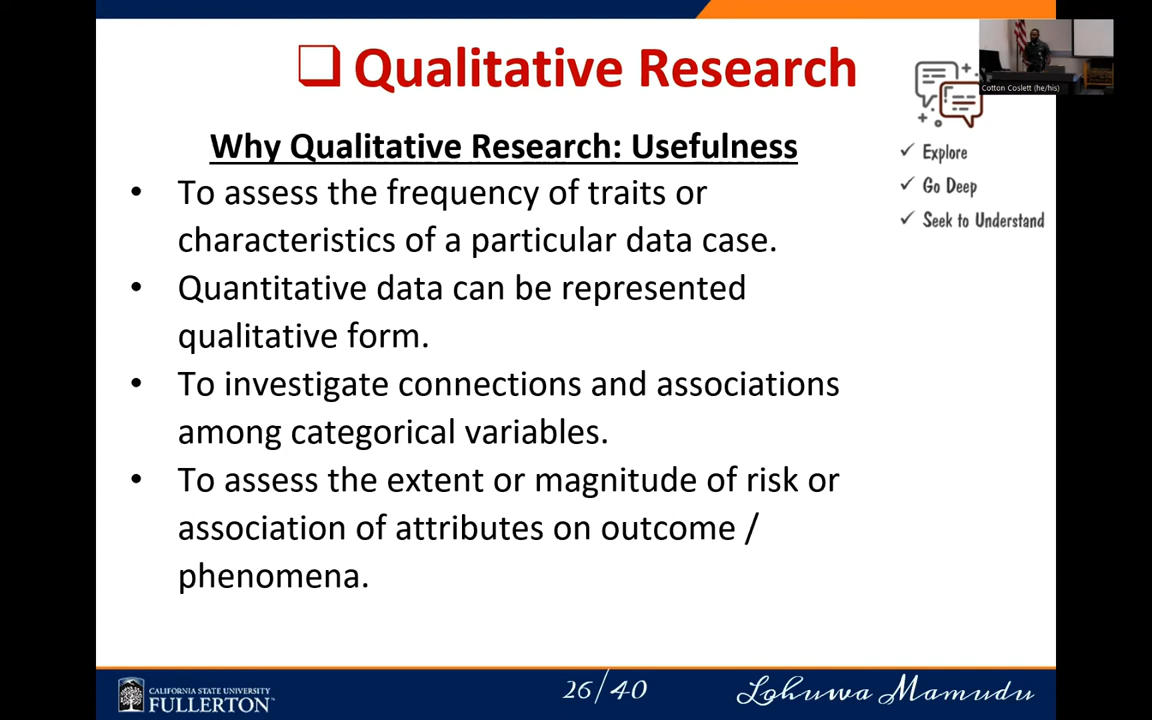 ❑ Qualitative Research
Cotton Coslett (he/his)
Why Qualitative Research: Usefulness
✓ Explore
✓ Go Deep
✓ Seek to Understand
• To assess the frequency of traits or
characteristics of a particular data case.
• Quantitative data can be represented
qualitative form.
• To investigate connections and associations
among categorical variables.
• To assess the extent or magnitude of risk or
association of attributes on outcome /
phenomena.
CALIFORNIA STATE UNIVERSITY
FULLERTON
26/40
Lohuwa Mamudu